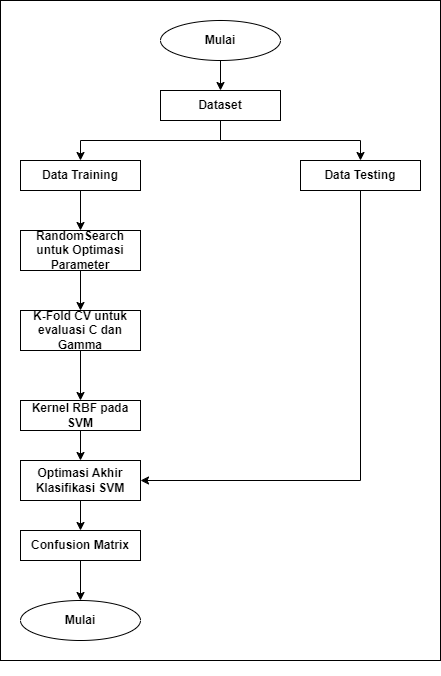 Mulai
Dataset
Data Training
Data Testing
RandomSearch
untuk Optimasi
Parameter
K-Fold CV untuk
evaluasi C dan
Gamma
Kernel RBF pada
SVM
Optimasi Akhir
Klasifikasi SVM
Confusion Matrix
Mulai